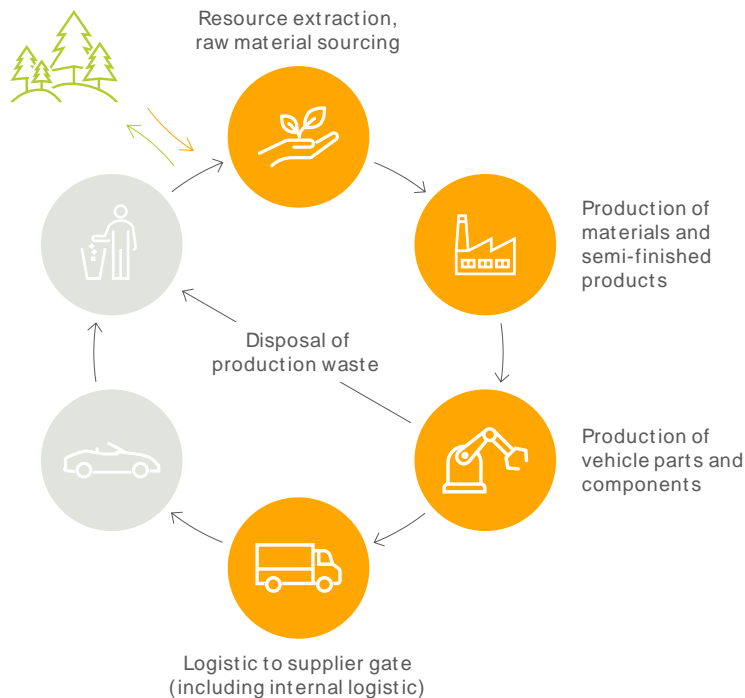 Resource extraction,
raw material sourcing
Production of
materials and
semi-finished
products
Disposal of
production waste
Production of
vehicle parts and
components
Logistic to supplier gate
(including internal logistic)